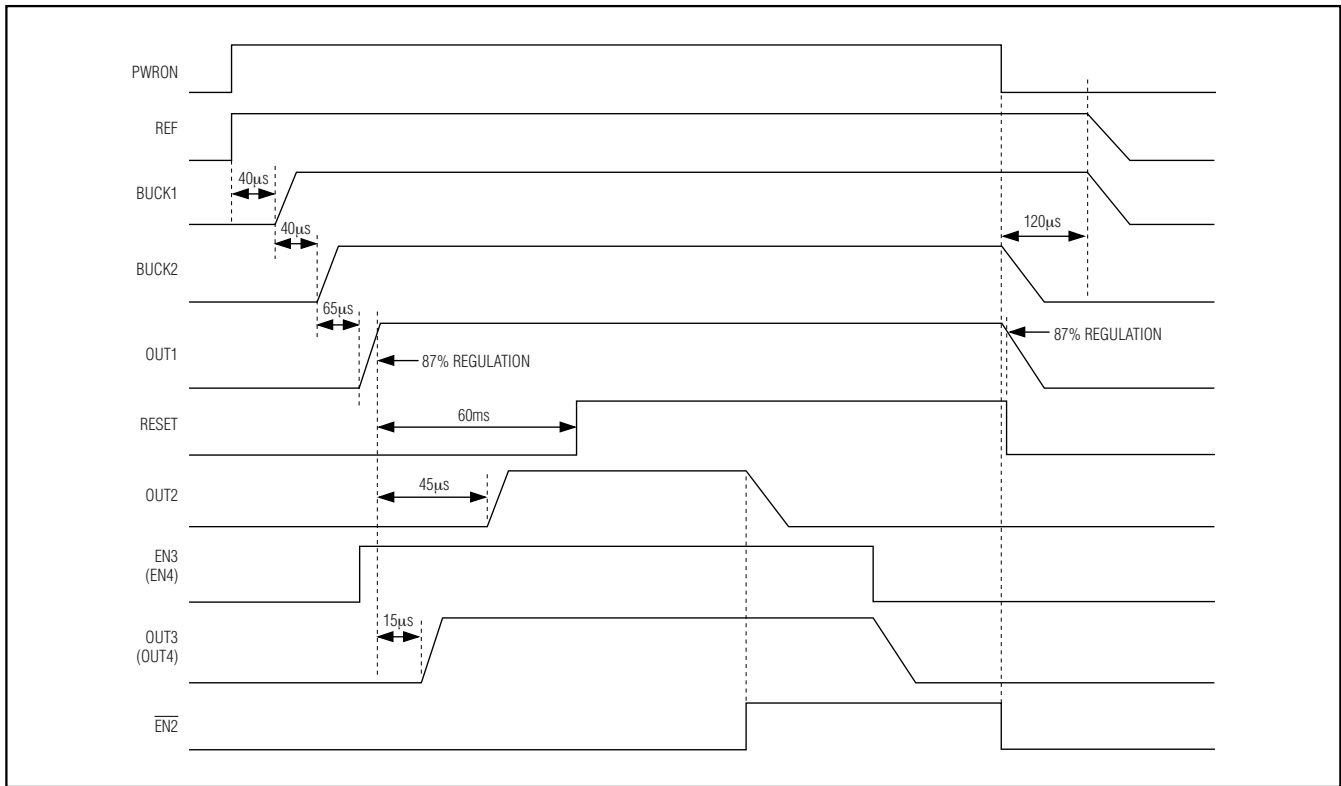 PWRON
REF
40µs
BUCK1
40µs
120µs
BUCK2
65µs
87% REGULATION
OUT1
87% REGULATION
RESET
60ms
45µs
OUT2
EN3
(EN4)
15µs
OUT3
(OUT4)
EN2